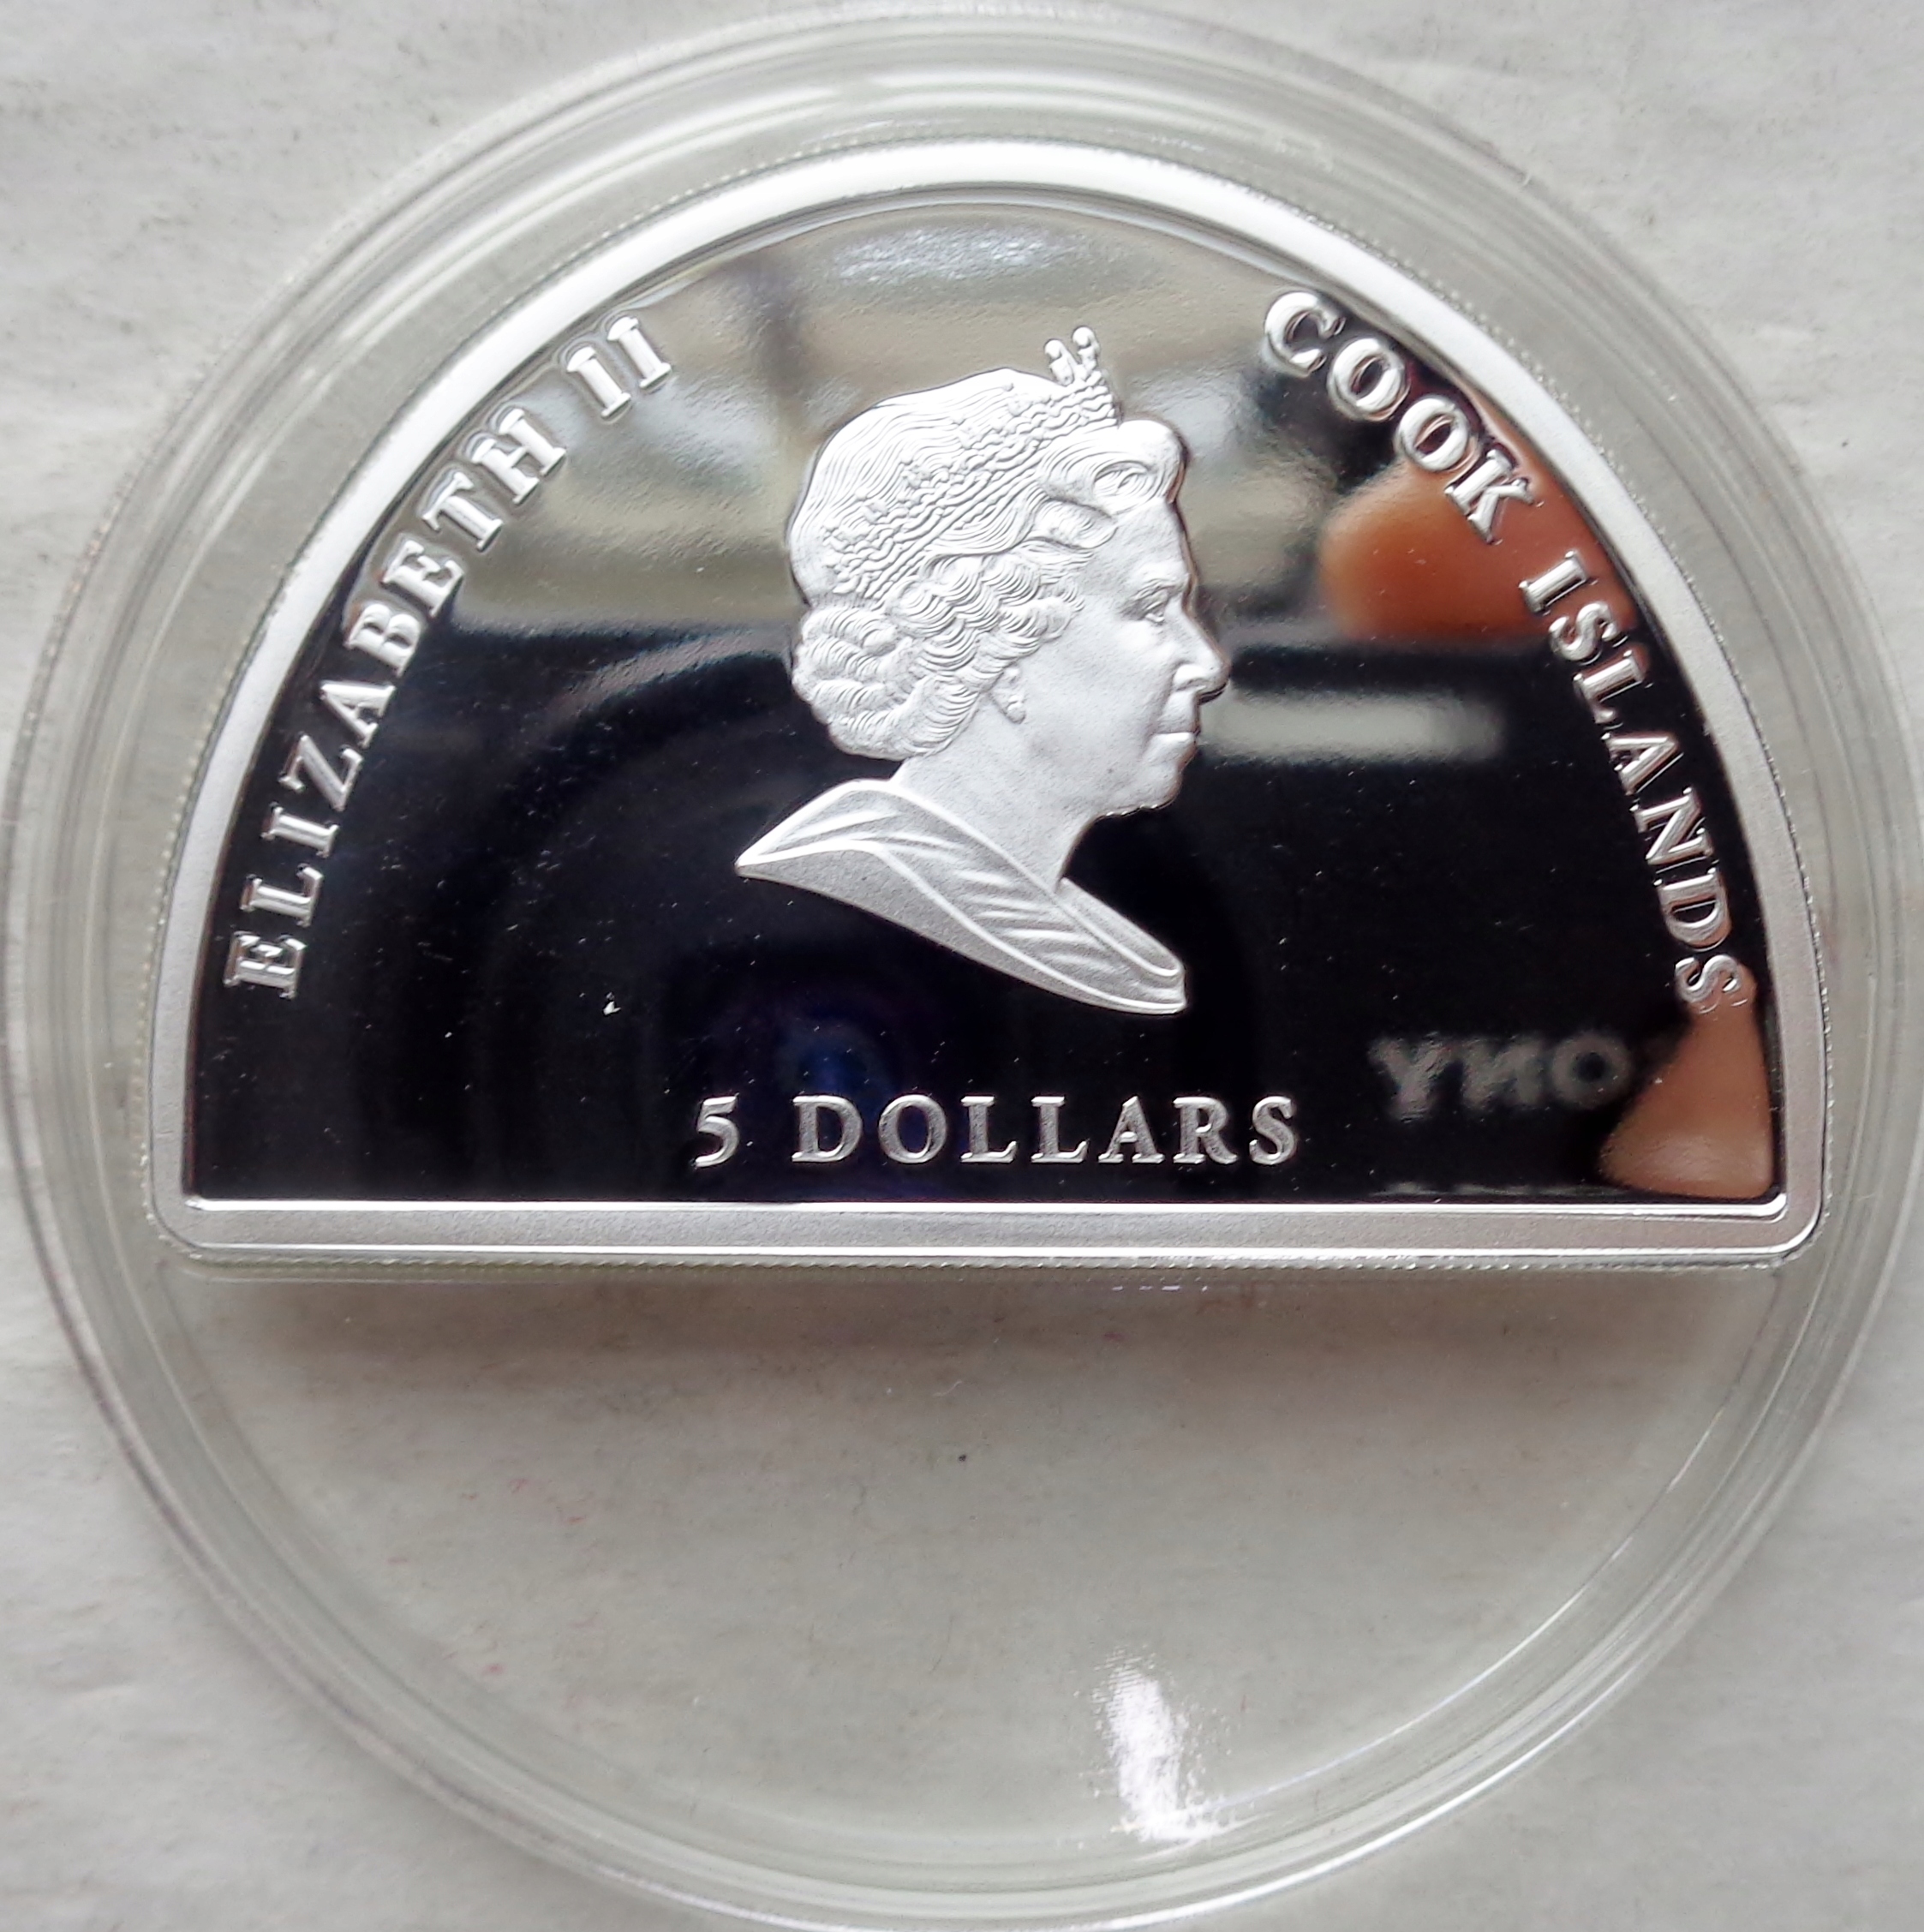 ELIZABETH II
COOK ISLANDS
5 DOLLARS